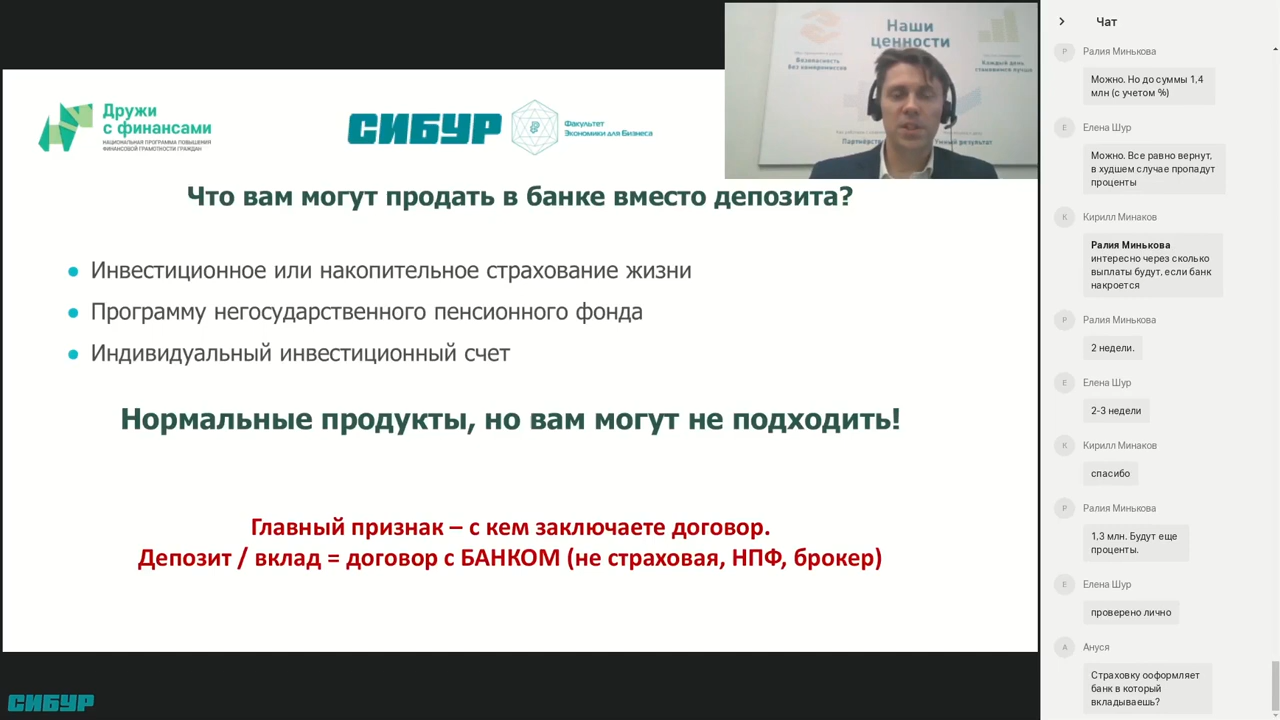 Дружи
с финансами
НАЦИОНАЛЬНАЯ ПРОГРАММА ПОВЫШЕНИЯ
ФИНАНСОВОЙ ГРАМОТНОСТИ ГРАЖДАН
СИБУР
Факультет
Экономики для Бизнеса
Наши
ценности
Безопасность
без компромиссов
Каждый день
становимся лучше
Партнёрство
Умный результат
Что вам могут продать в банке вместо депозита?
Инвестиционное или накопительное страхование жизни
Программу негосударственного пенсионного фонда
Индивидуальный инвестиционный счет
Нормальные продукты, но вам могут не подходить!
Главный признак – с кем заключаете договор.
Депозит / вклад = договор с БАНКОМ (не страховая, НПФ, брокер)
СИБУР
Чат
Р
Ралия Минькова
Можно. Но до суммы 1,4
млн (с учетом %)
Е
Елена Шур
Можно. Все равно вернут,
в худшем случае пропадут
проценты
К
Кирилл Минаков
Ралия Минькова
интересно через сколько
выплаты будут, если банк
накроется
Р
Ралия Минькова
2 недели.
Е
Елена Шур
2-3 недели
К
Кирилл Минаков
спасибо
Р
Ралия Минькова
1,3 млн. Будут еще
проценты.
Е
Елена Шур
проверено лично
А
Ануся
Страховку ооформляет
банк в который
вкладываешь?